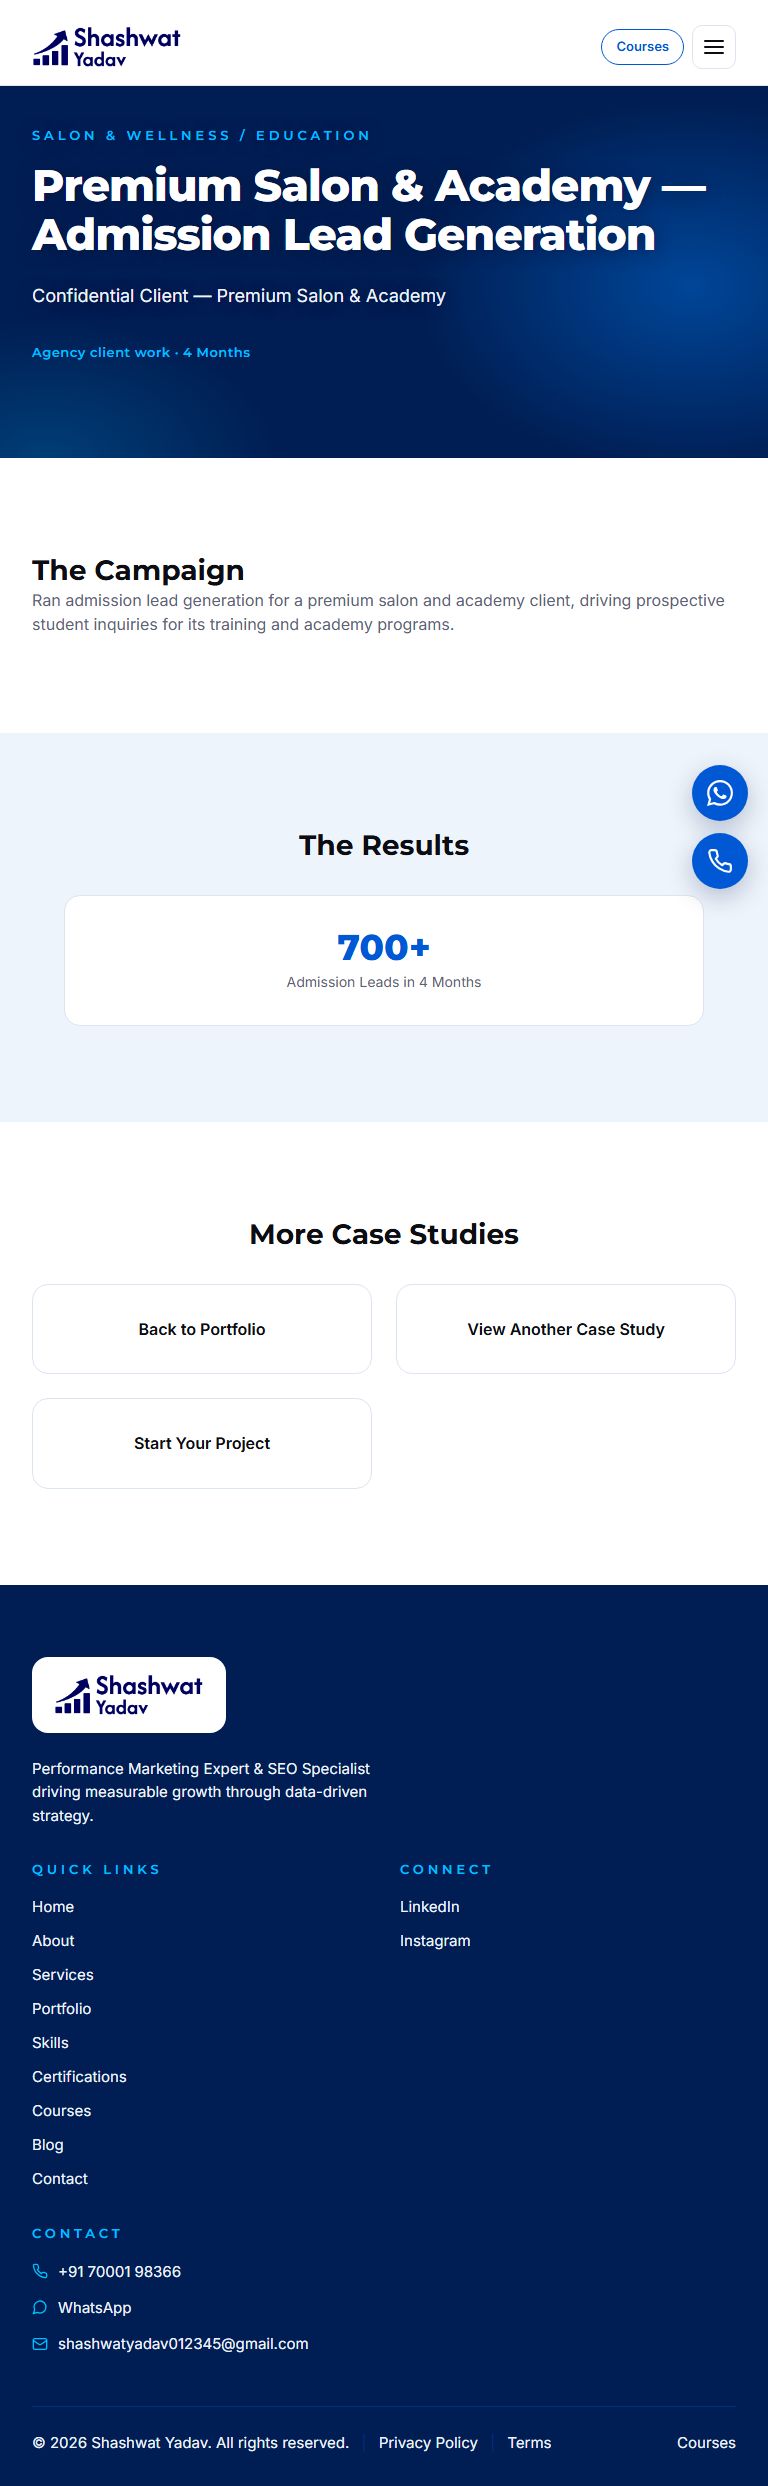 Shashwat
Yadav
Courses
SALON & WELLNESS / EDUCATION
Premium Salon & Academy —
Admission Lead Generation
Confidential Client — Premium Salon & Academy
Agency client work · 4 Months
The Campaign
Ran admission lead generation for a premium salon and academy client, driving prospective
student inquiries for its training and academy programs.
The Results
700+
Admission Leads in 4 Months
More Case Studies
Back to Portfolio
View Another Case Study
Start Your Project
Shashwat
Yadav
Performance Marketing Expert & SEO Specialist
driving measurable growth through data-driven
strategy.
QUICK LINKS
Home
About
Services
Portfolio
Skills
Certifications
Courses
Blog
Contact
CONNECT
LinkedIn
Instagram
CONTACT
+91 70001 98366
WhatsApp
shashwatyadav012345@gmail.com
© 2026 Shashwat Yadav. All rights reserved. | Privacy Policy | Terms
Courses